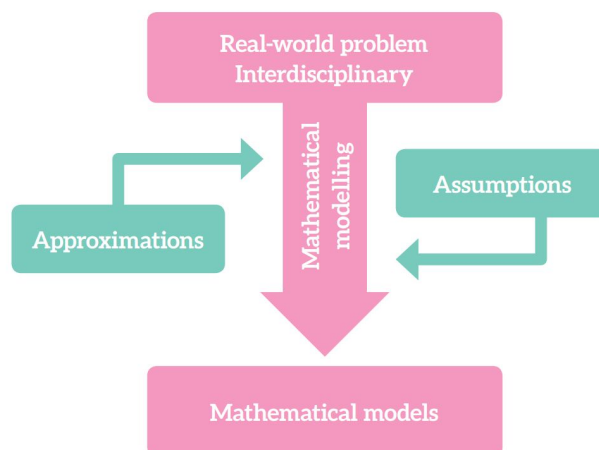 Real-world problem
Interdisciplinary
Mathematical
modelling
Assumptions
Approximations
Mathematical models